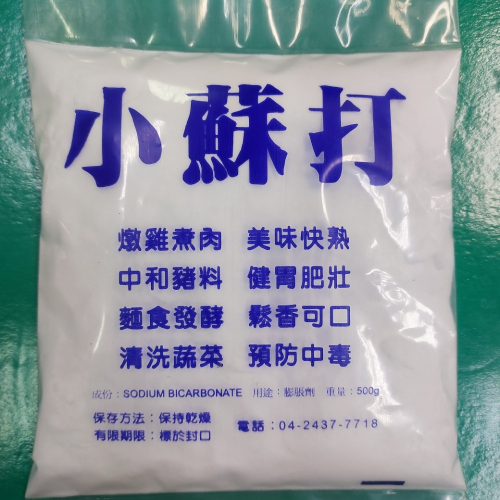 小蘇打
燉雞煮肉 美味快熟
中和豬料 健胃肥壯
麵食發酵 鬆香可口
清洗蔬菜 預防中毒
成份：SODIUM BICARBONATE 用途：膨脹劑 重量：500g
保存方法：保持乾燥
有限期限：標於封口
電話：04-2437-7718